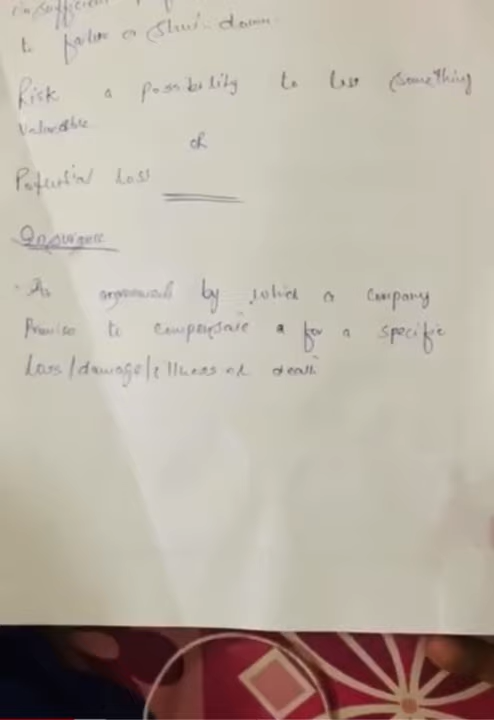 insufficient
to failure or shut down
Risk a possibility to lose something
Valuable
or
Potential Loss
Insurance
An arrangement by which a Company
Promise to compensate a for a specific
Loss/damage/illness or death